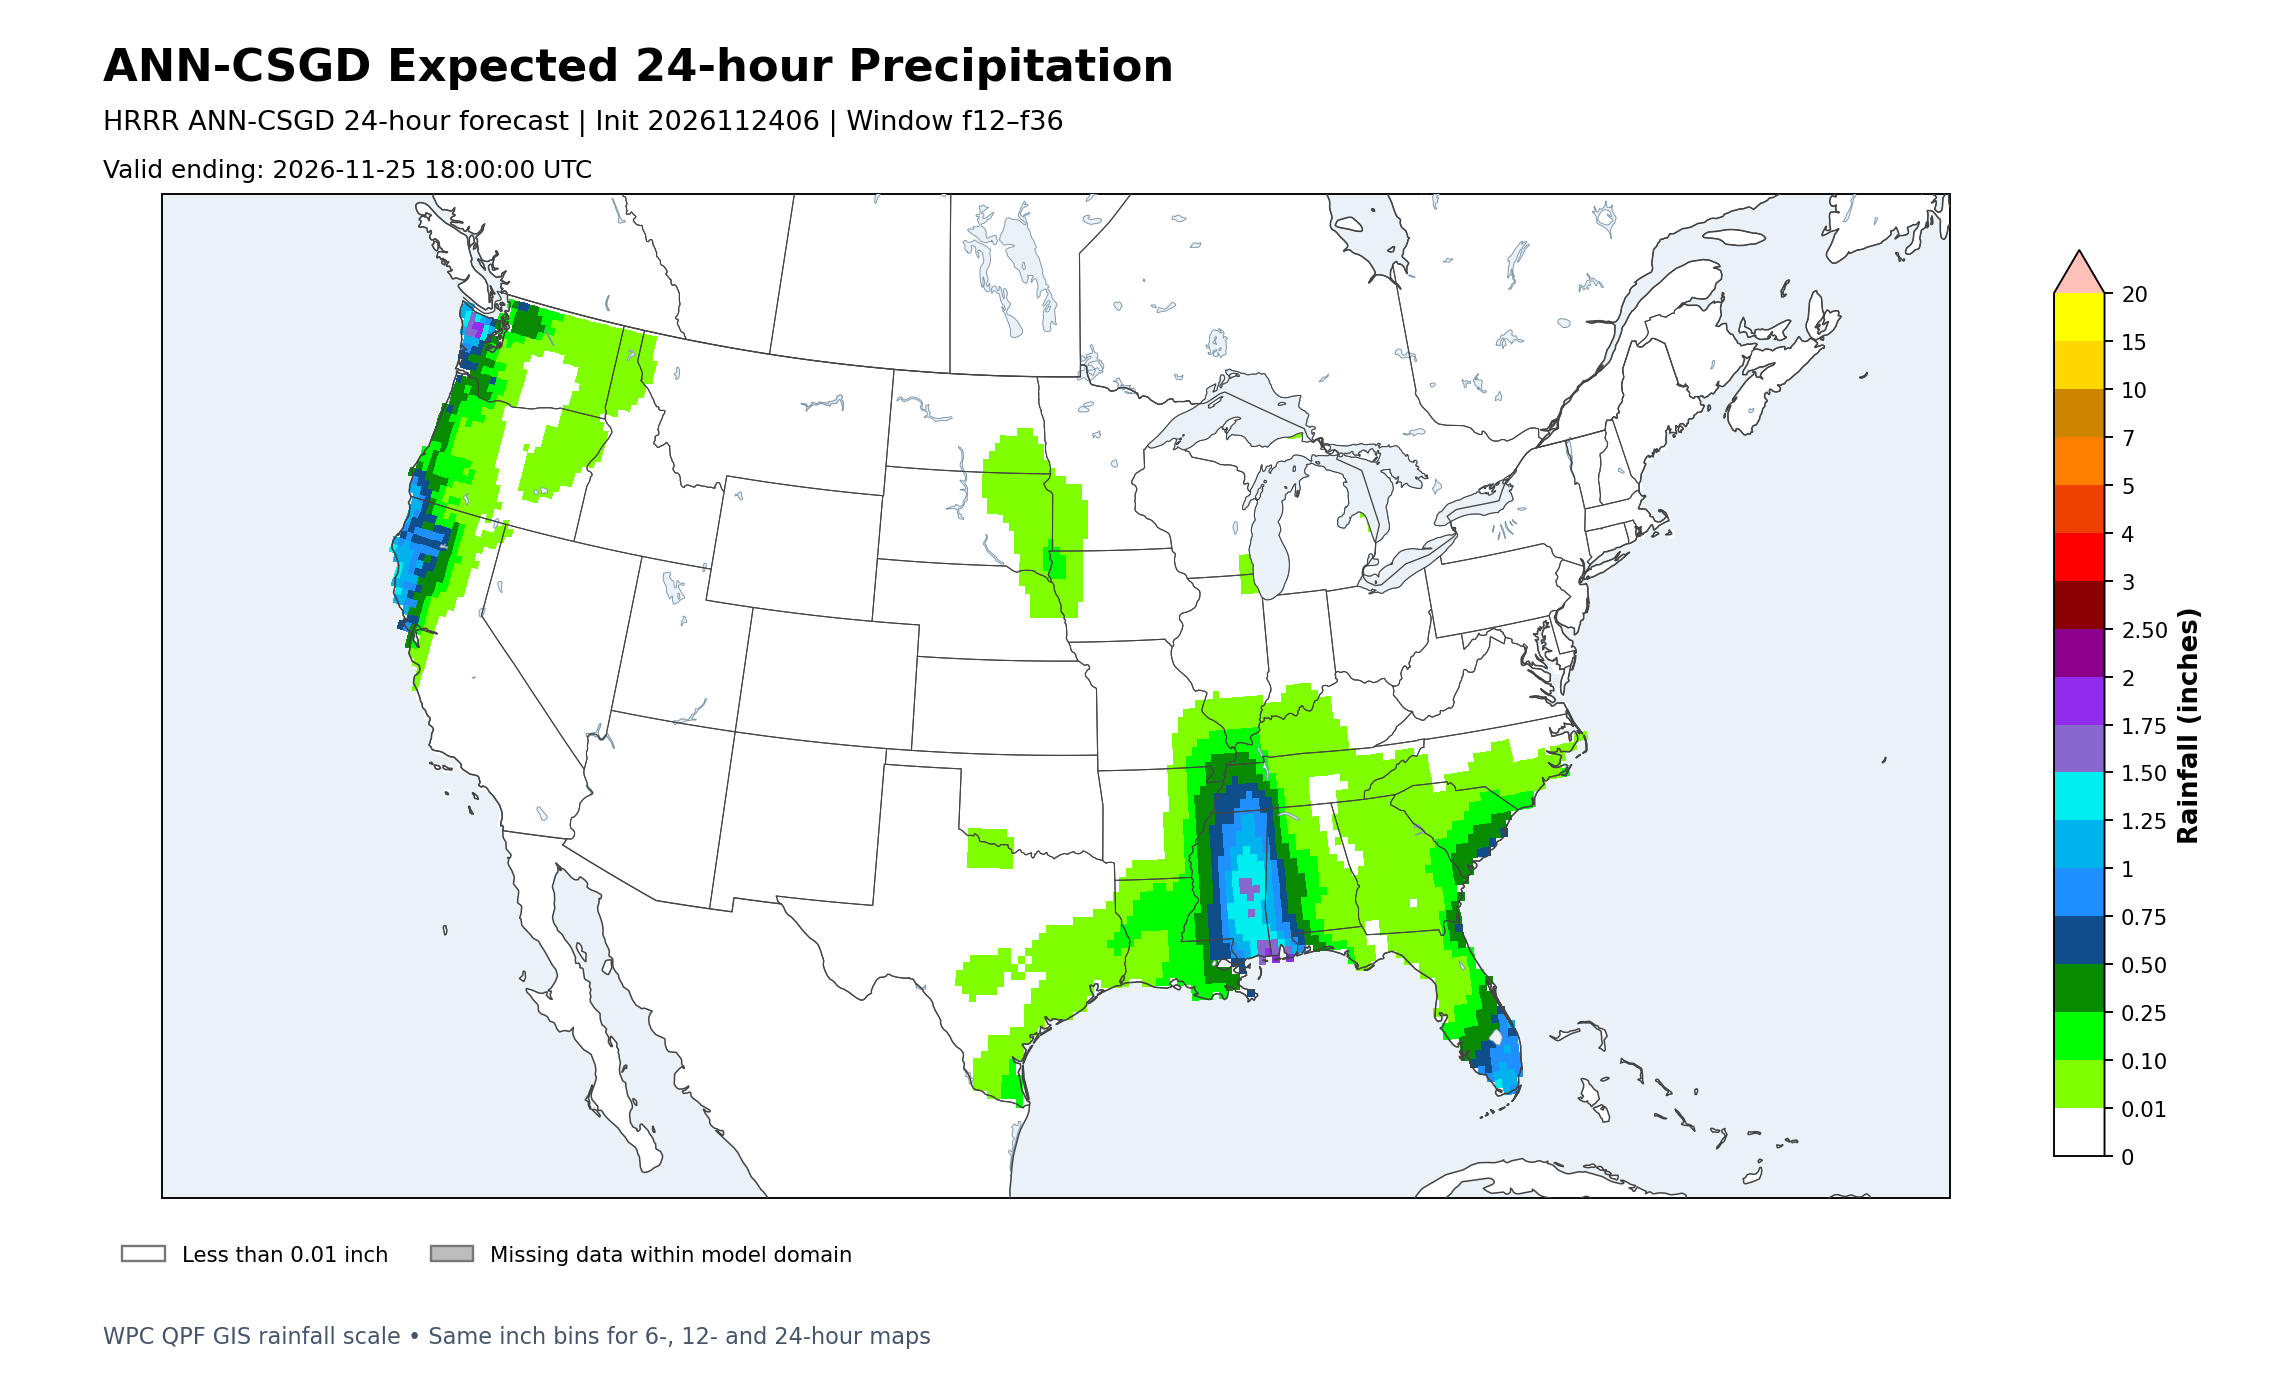 ANN-CSGD Expected 24-hour Precipitation
HRRR ANN-CSGD 24-hour forecast | Init 2026112406 | Window f12–f36
Valid ending: 2026-11-25 18:00:00 UTC
20
15
10
7
5
4
3
2.50
2
1.75
1.50
1.25
1
0.75
0.50
0.25
0.10
0.01
0
Rainfall (inches)
Less than 0.01 inch
Missing data within model domain
WPC QPF GIS rainfall scale • Same inch bins for 6-, 12- and 24-hour maps